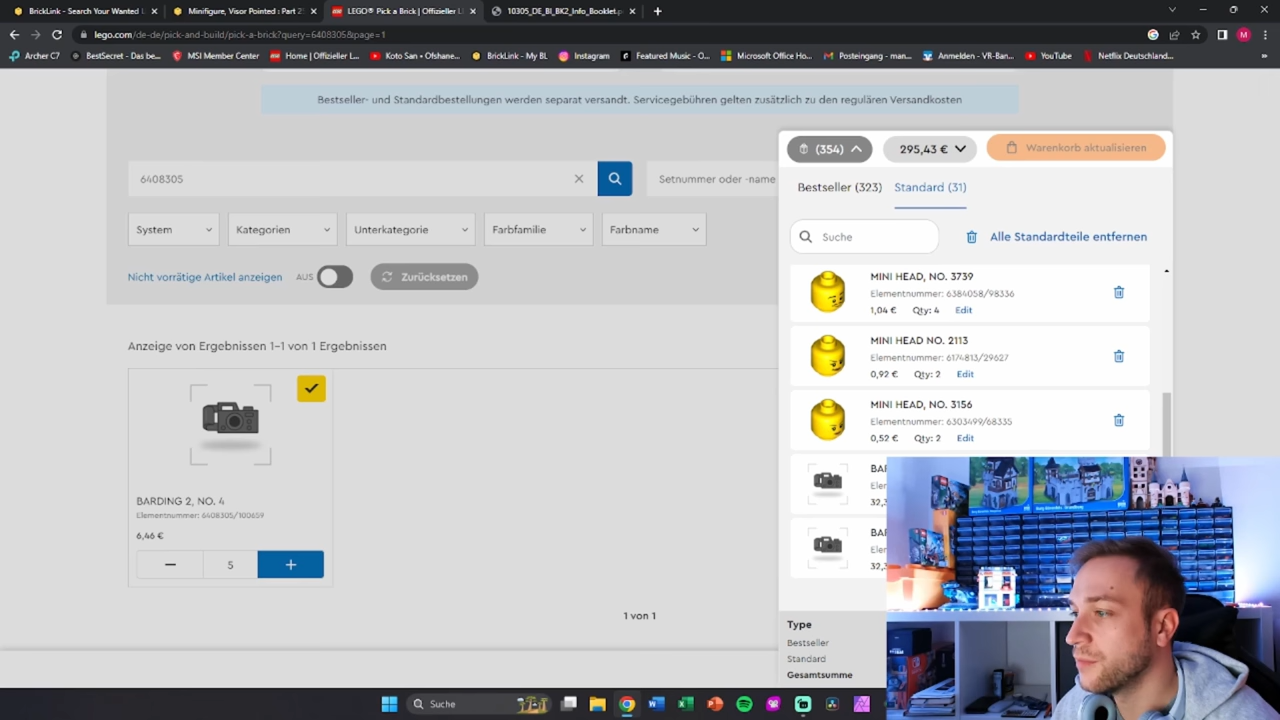 BrickLink - Search Your Wanted L
Minifigure, Visor Pointed : Part 2
LEGO® Pick a Brick | Offizieller L
10305_DE_BI_BK2_Info_Booklet.p
lego.com/de-de/pick-and-build/pick-a-brick?query=6408305&page=1
M
Archer C7
BestSecret - Das be...
MSI Member Center
Home | Offizieller L...
Koto San • Ofshane...
BrickLink - My BL
Instagram
Featured Music - O...
Microsoft Office Ho...
Posteingang - man...
Anmelden - VR-Ban...
YouTube
Netflix Deutschland...
Bestseller- und Standardbestellungen werden separat versandt. Servicegebühren gelten zusätzlich zu den regulären Versandkosten
(354)
295,43 €
Warenkorb aktualisieren
6408305
Setnummer oder -name
Bestseller (323)
Standard (31)
System
Kategorien
Unterkategorie
Farbfamilie
Farbname
Suche
Alle Standardteile entfernen
Nicht vorrätige Artikel anzeigen
AUS
Zurücksetzen
MINI HEAD, NO. 3739
Elementnummer: 6384058/98336
1,04 € Qty: 4 Edit
MINI HEAD NO. 2113
Elementnummer: 6174813/29627
0,92 € Qty: 2 Edit
MINI HEAD, NO. 3156
Elementnummer: 6303499/68335
0,52 € Qty: 2 Edit
BAR
Elem
32,3
BAR
Elem
32,3
Anzeige von Ergebnissen 1-1 von 1 Ergebnissen
BARDING 2, NO. 4
Elementnummer: 6408305/100659
6,46 €
5
1 von 1
Type
Bestseller
Standard
Gesamtsumme
Suche